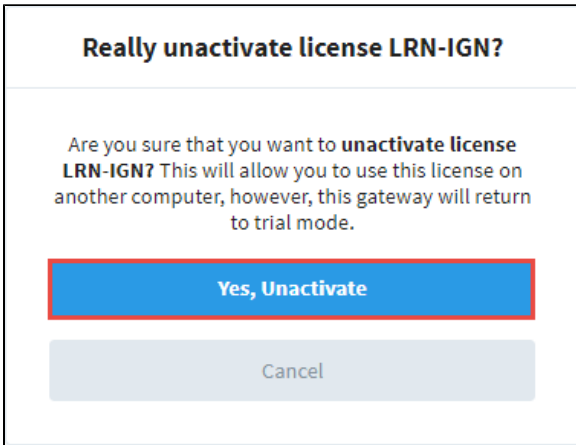 Really unactivate license LRN-IGN?
Are you sure that you want to unactivate license
LRN-IGN? This will allow you to use this license on
another computer, however, this gateway will return
to trial mode.
Yes, Unactivate
Cancel